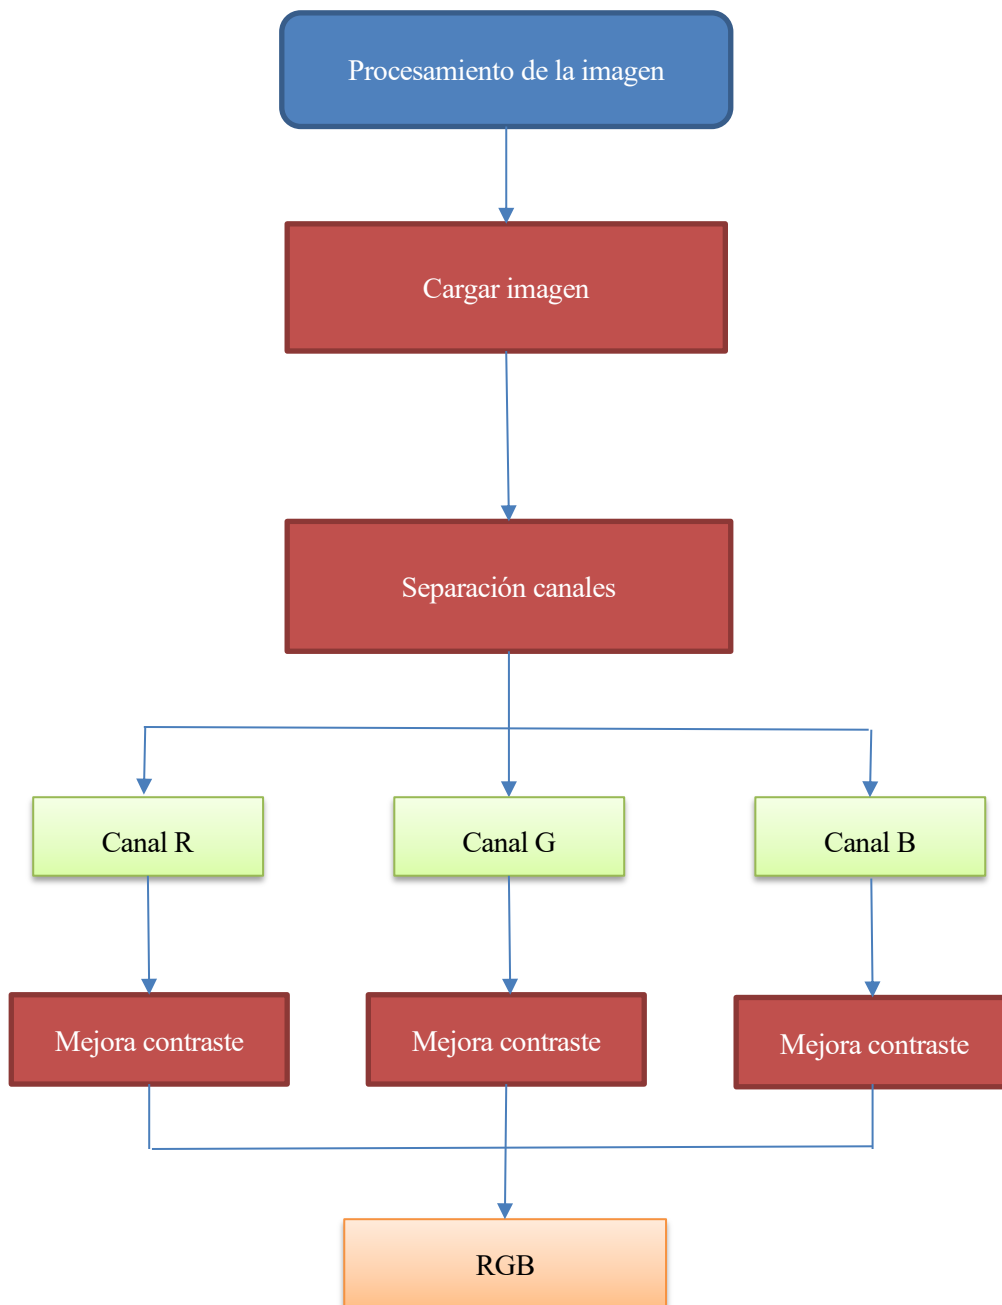 Procesamiento de la imagen
Cargar imagen
Separación canales
Canal R
Canal G
Canal B
Mejora contraste
Mejora contraste
Mejora contraste
RGB